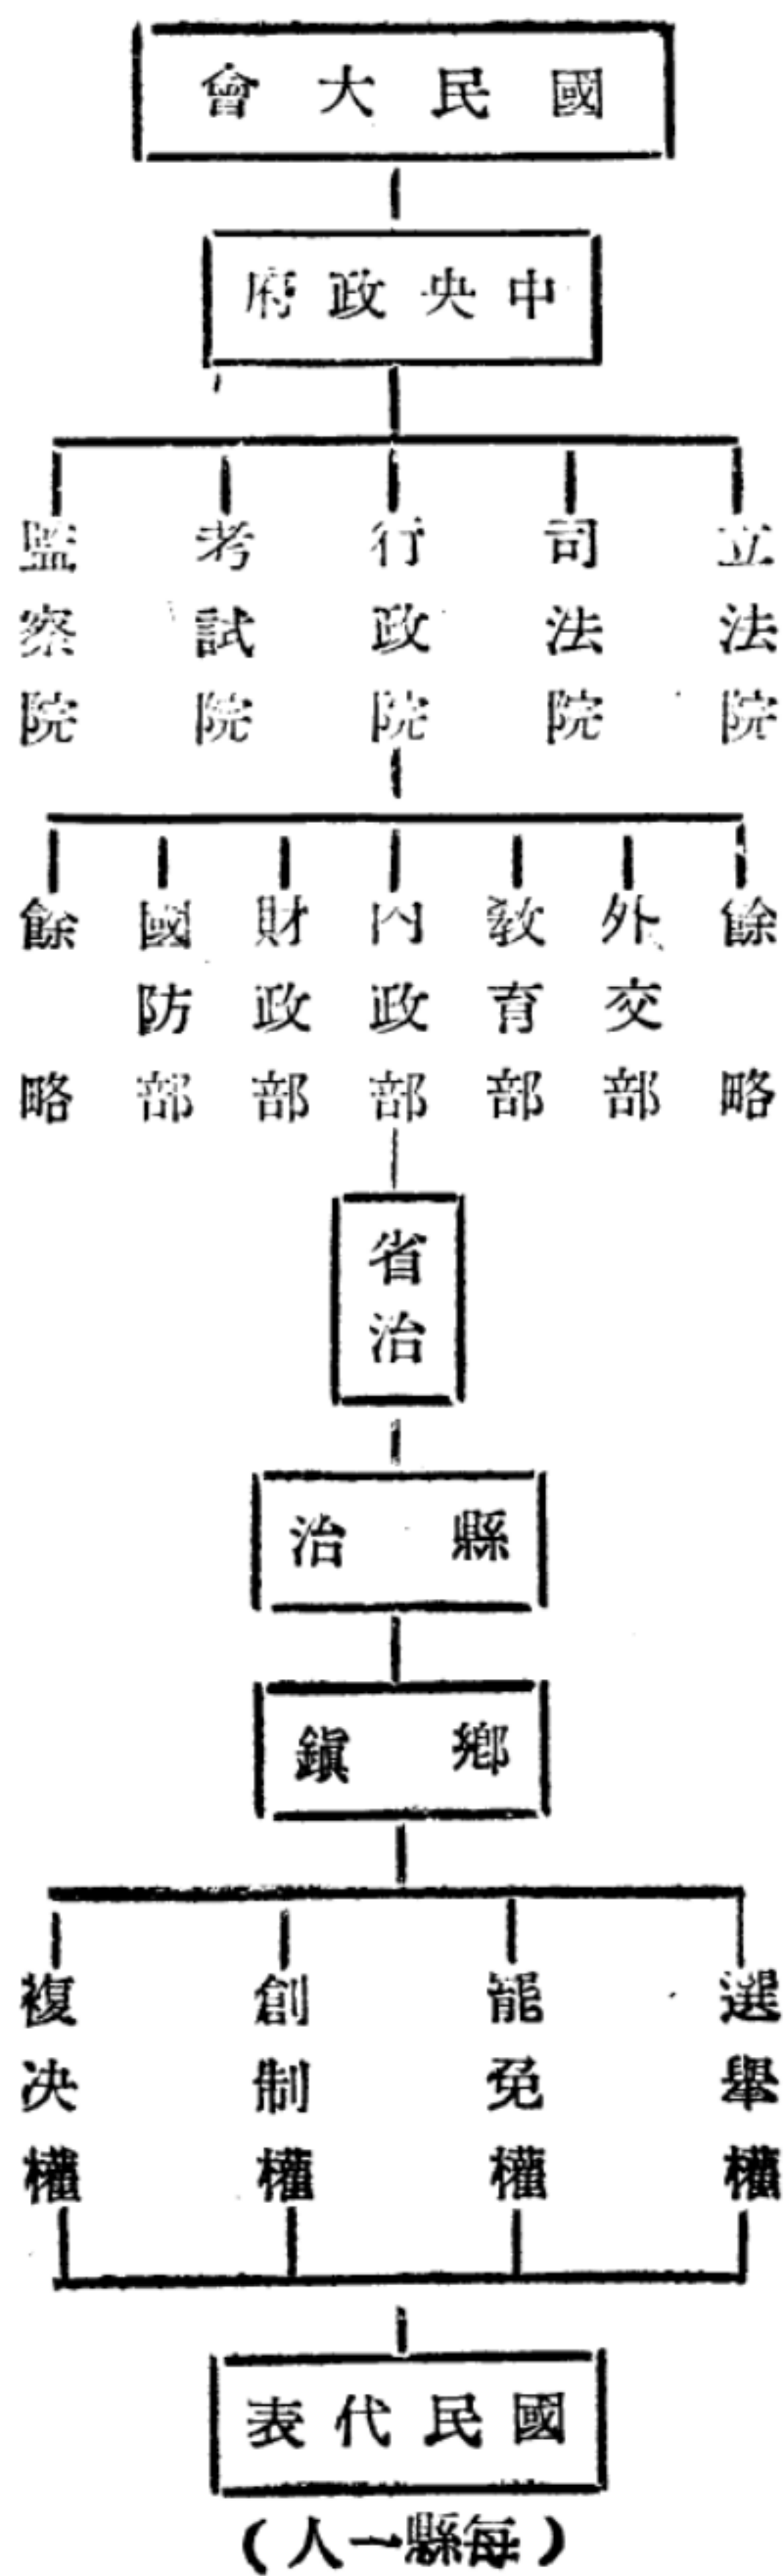 國民大會
中央政府
立法院
司法院
行政院
考試院
監察院
餘略
外交部
教育部
內政部
財政部
國防部
餘略
省治
縣治
鄉鎭
選舉權
罷免權
創制權
複决權
國民代表
(每縣一人)